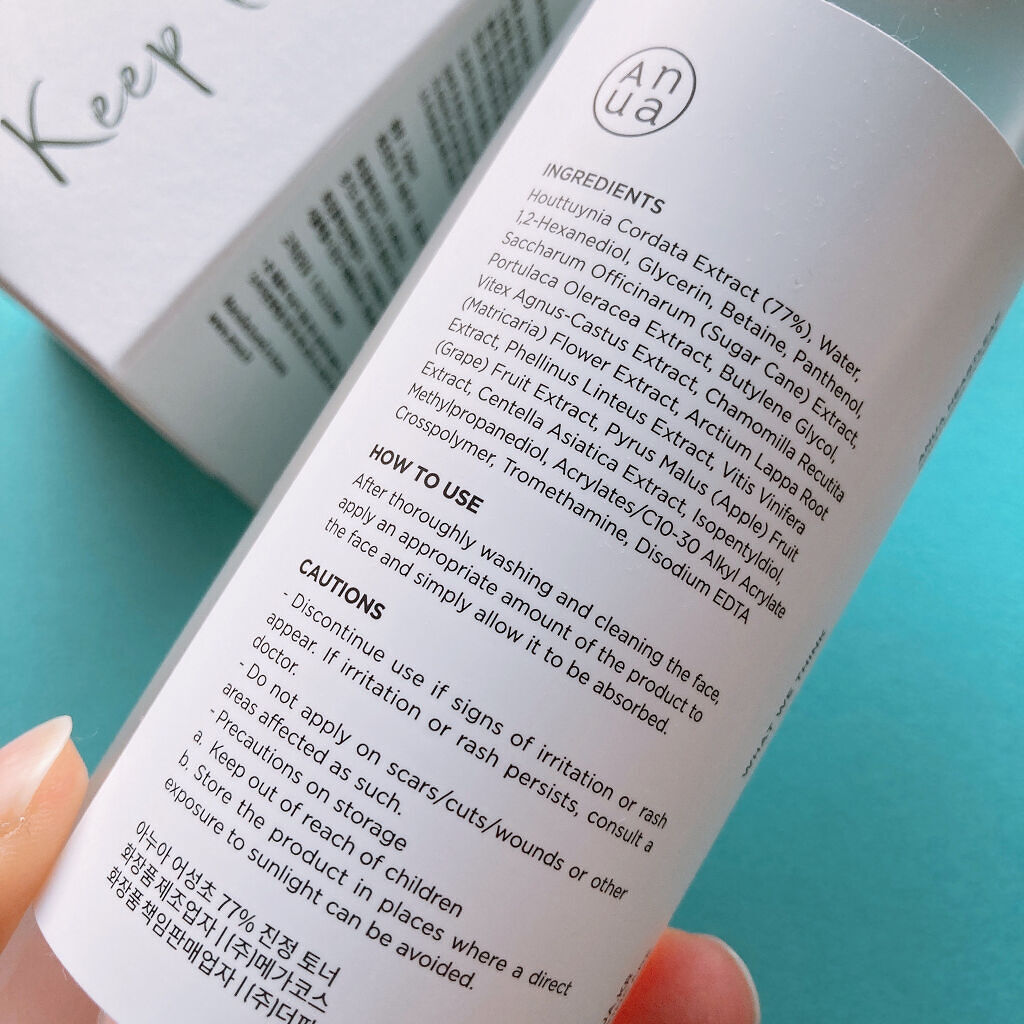 Keep
An
ua
INGREDIENTS
Houttuynia Cordata Extract (77%), Water,
1,2-Hexanediol, Glycerin, Betaine, Panthenol,
Saccharum Officinarum (Sugar Cane) Extract,
Portulaca Oleracea Extract, Butylene Glycol,
Vitex Agnus-Castus Extract, Chamomilla Recutita
(Matricaria) Flower Extract, Arctium Lappa Root
Extract, Phellinus Linteus Extract, Vitis Vinifera
(Grape) Fruit Extract, Pyrus Malus (Apple) Fruit
Extract, Centella Asiatica Extract, Isopentyldiol,
Methylpropanediol, Acrylates/C10-30 Alkyl Acrylate
Crosspolymer, Tromethamine, Disodium EDTA
HOW TO USE
After thoroughly washing and cleaning the face,
apply an appropriate amount of the product to
the face and simply allow it to be absorbed.
CAUTIONS
- Discontinue use if signs of irritation or rash
appear. If irritation or rash persists, consult a
doctor.
- Do not apply on scars/cuts/wounds or other
areas affected as such.
- Precautions on storage
a. Keep out of reach of children
b. Store the product in places where a direct
exposure to sunlight can be avoided.
아누아 어성초 77% 진정 토너
화장품제조업자 | (주)메가코스
화장품책임판매업자 | (주)더
WHAT WE THINK